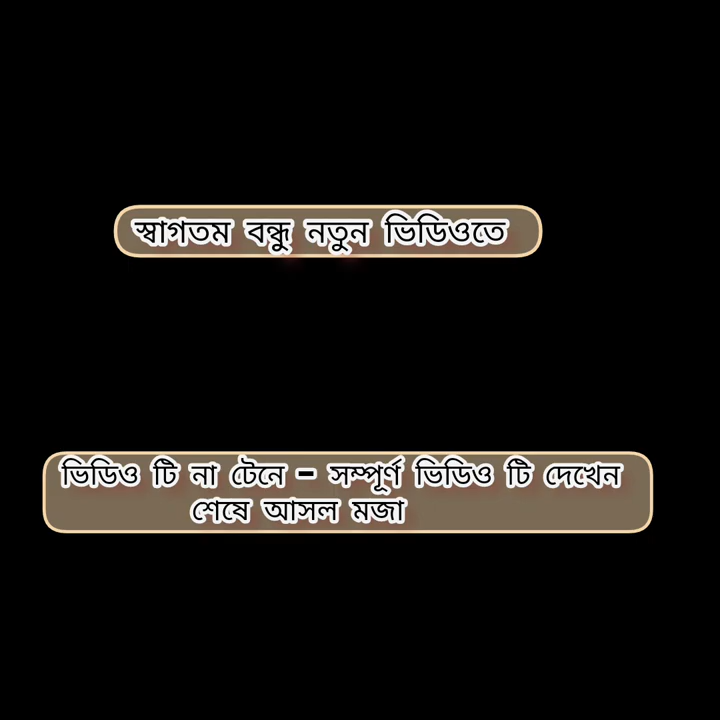 স্বাগতম বন্ধু নতুন ভিডিওতে
ভিডিও টি না টেনে - সম্পূর্ণ ভিডিও টি দেখেন
শেষে আসল মজা